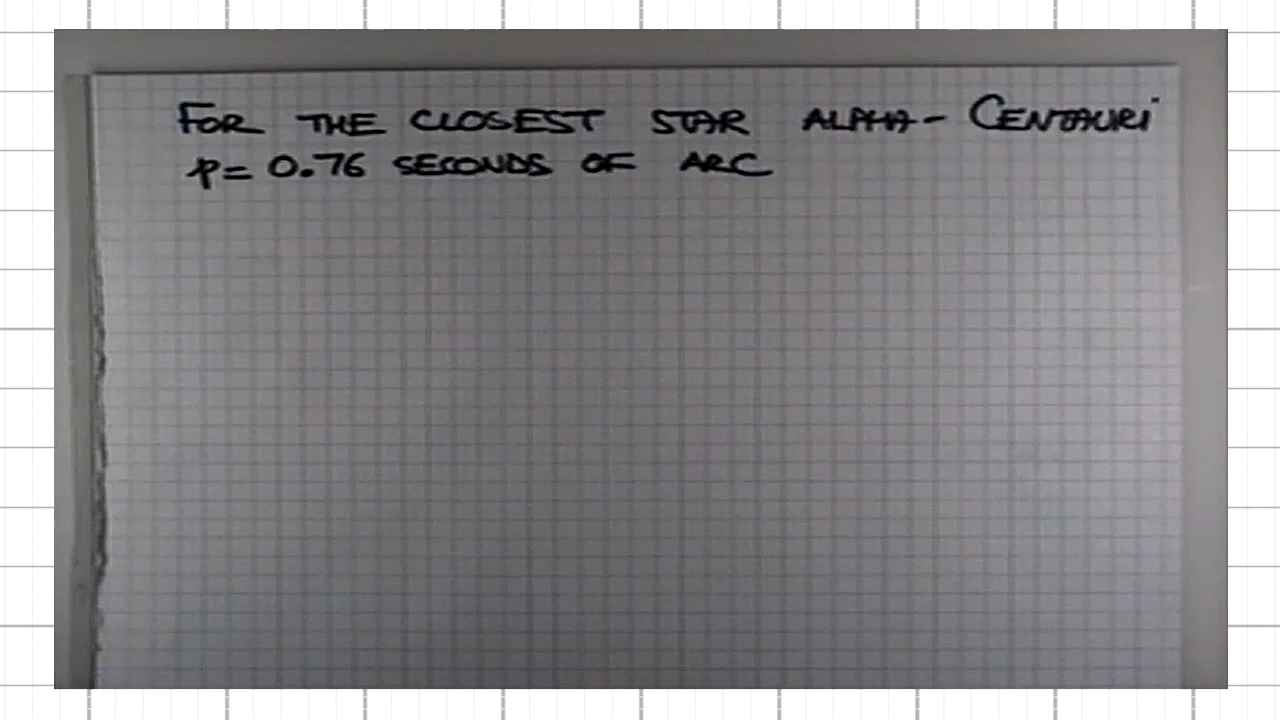 FOR THE CLOSEST STAR ALPHA-CENTAURI
p = 0.76 SECONDS OF ARC